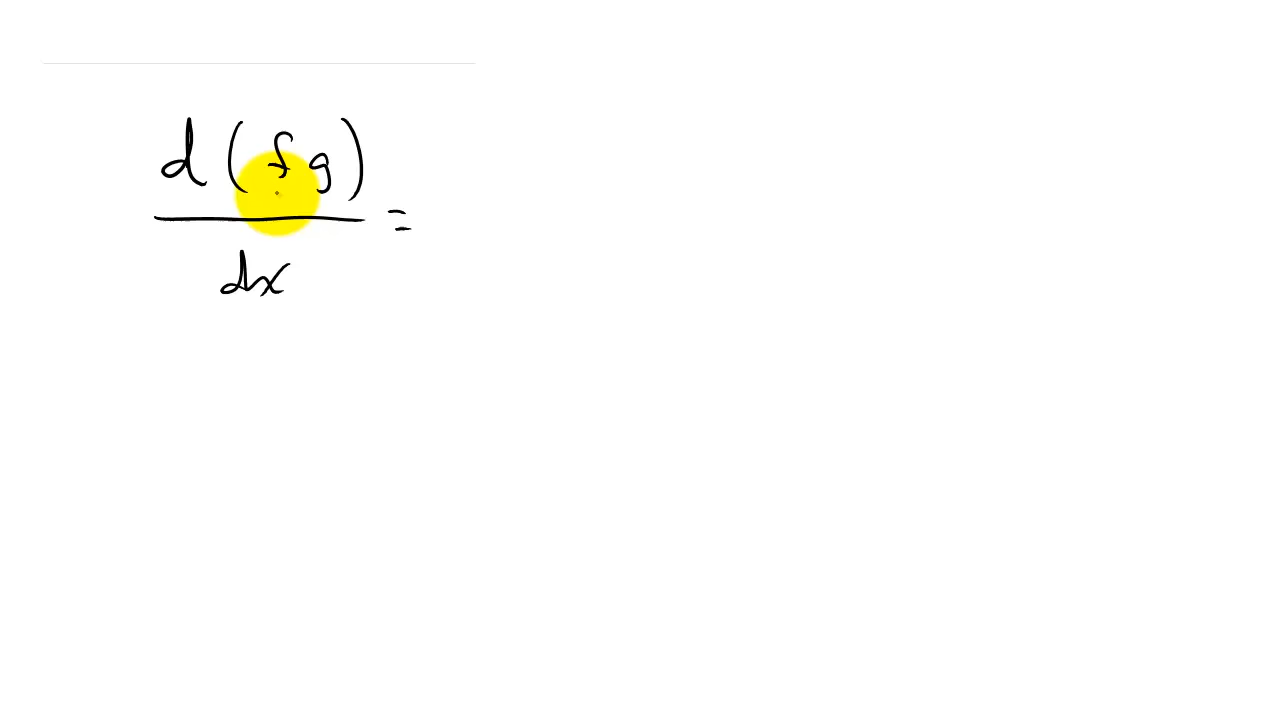 d(fg)
dx =